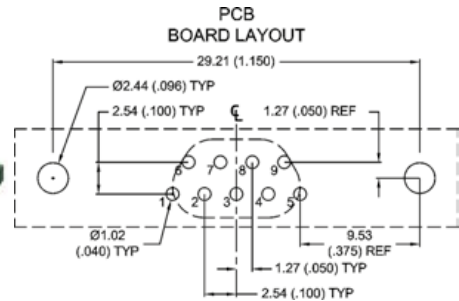 PCB
BOARD LAYOUT
29.21 (1.150)
Ø2.44 (.096) TYP
2.54 (.100) TYP
℄
1.27 (.050) REF
6 7 8 9
1 2 3 4 5
Ø1.02
(.040) TYP
9.53
(.375) REF
1.27 (.050) TYP
2.54 (.100) TYP